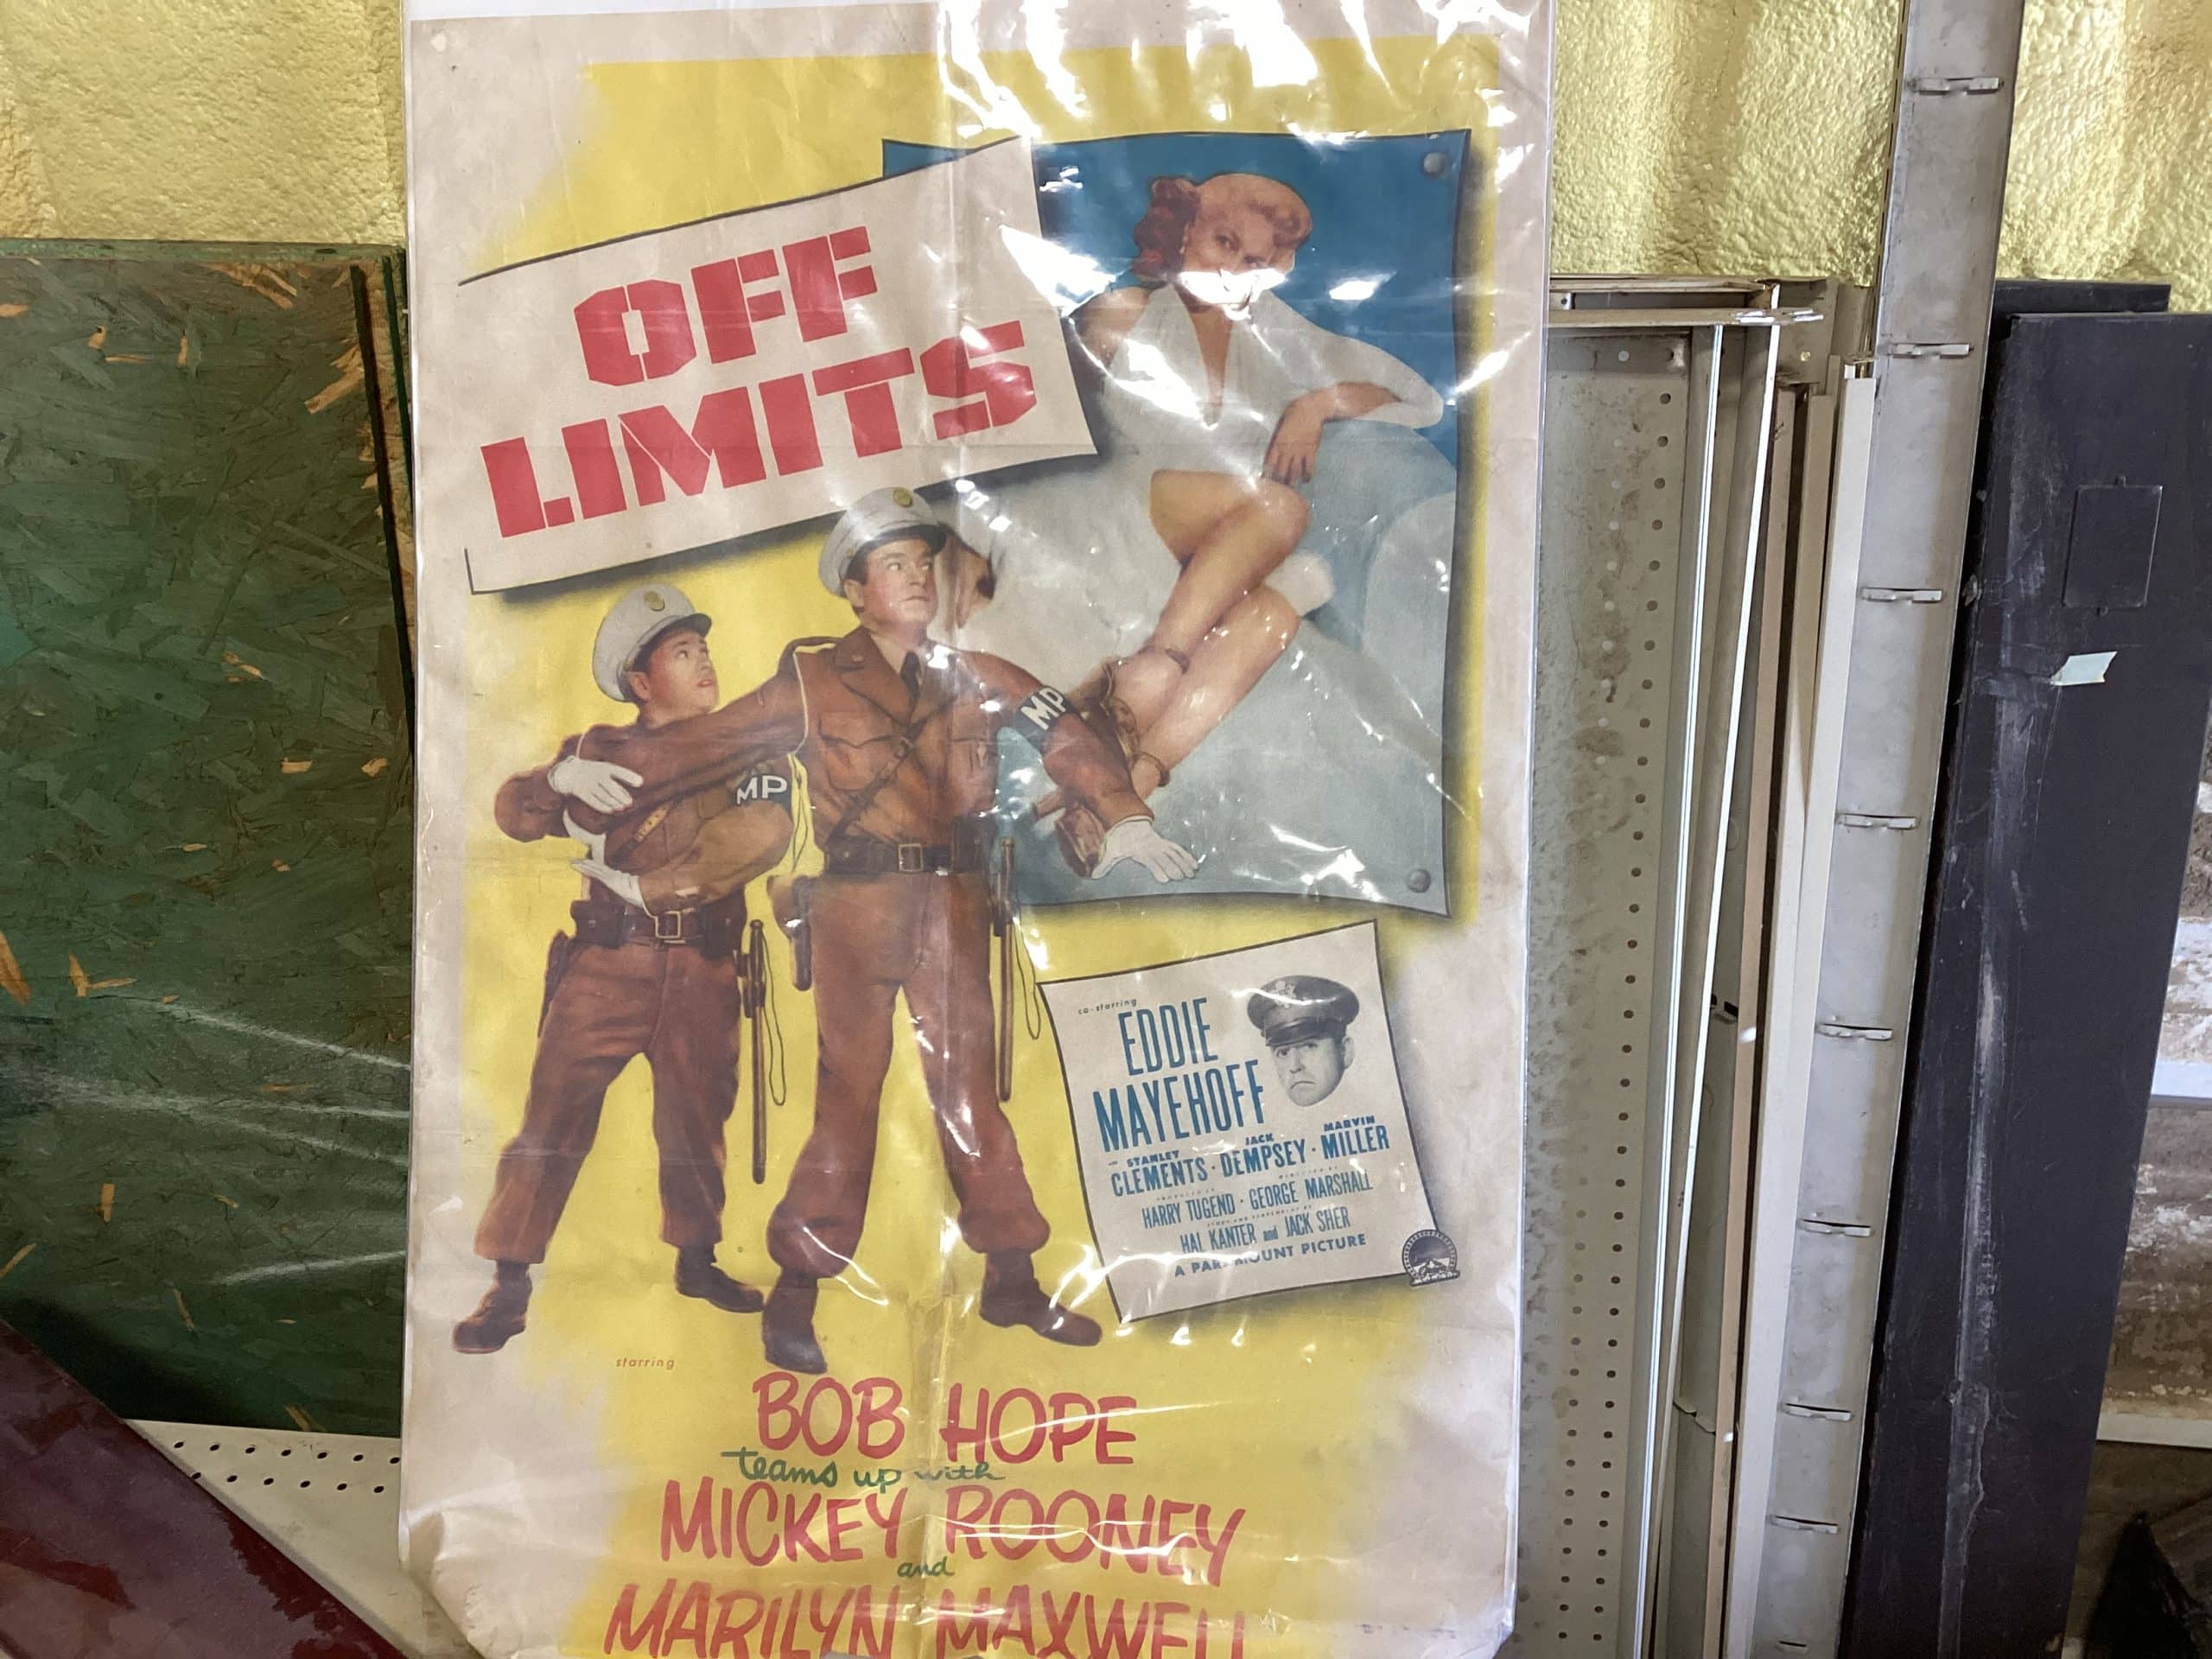 OFF
LIMITS
MP
MP
co-starring
EDDIE
MAYEHOFF
STANLEY JACK MARVIN
CLEMENTS · DEMPSEY · MILLER
HARRY TUGEND · GEORGE MARSHALL
HAL KANTER and JACK SHER
A PARAMOUNT PICTURE
starring
BOB HOPE
teams up with
MICKEY ROONEY
and
MARILYN MAXWELL